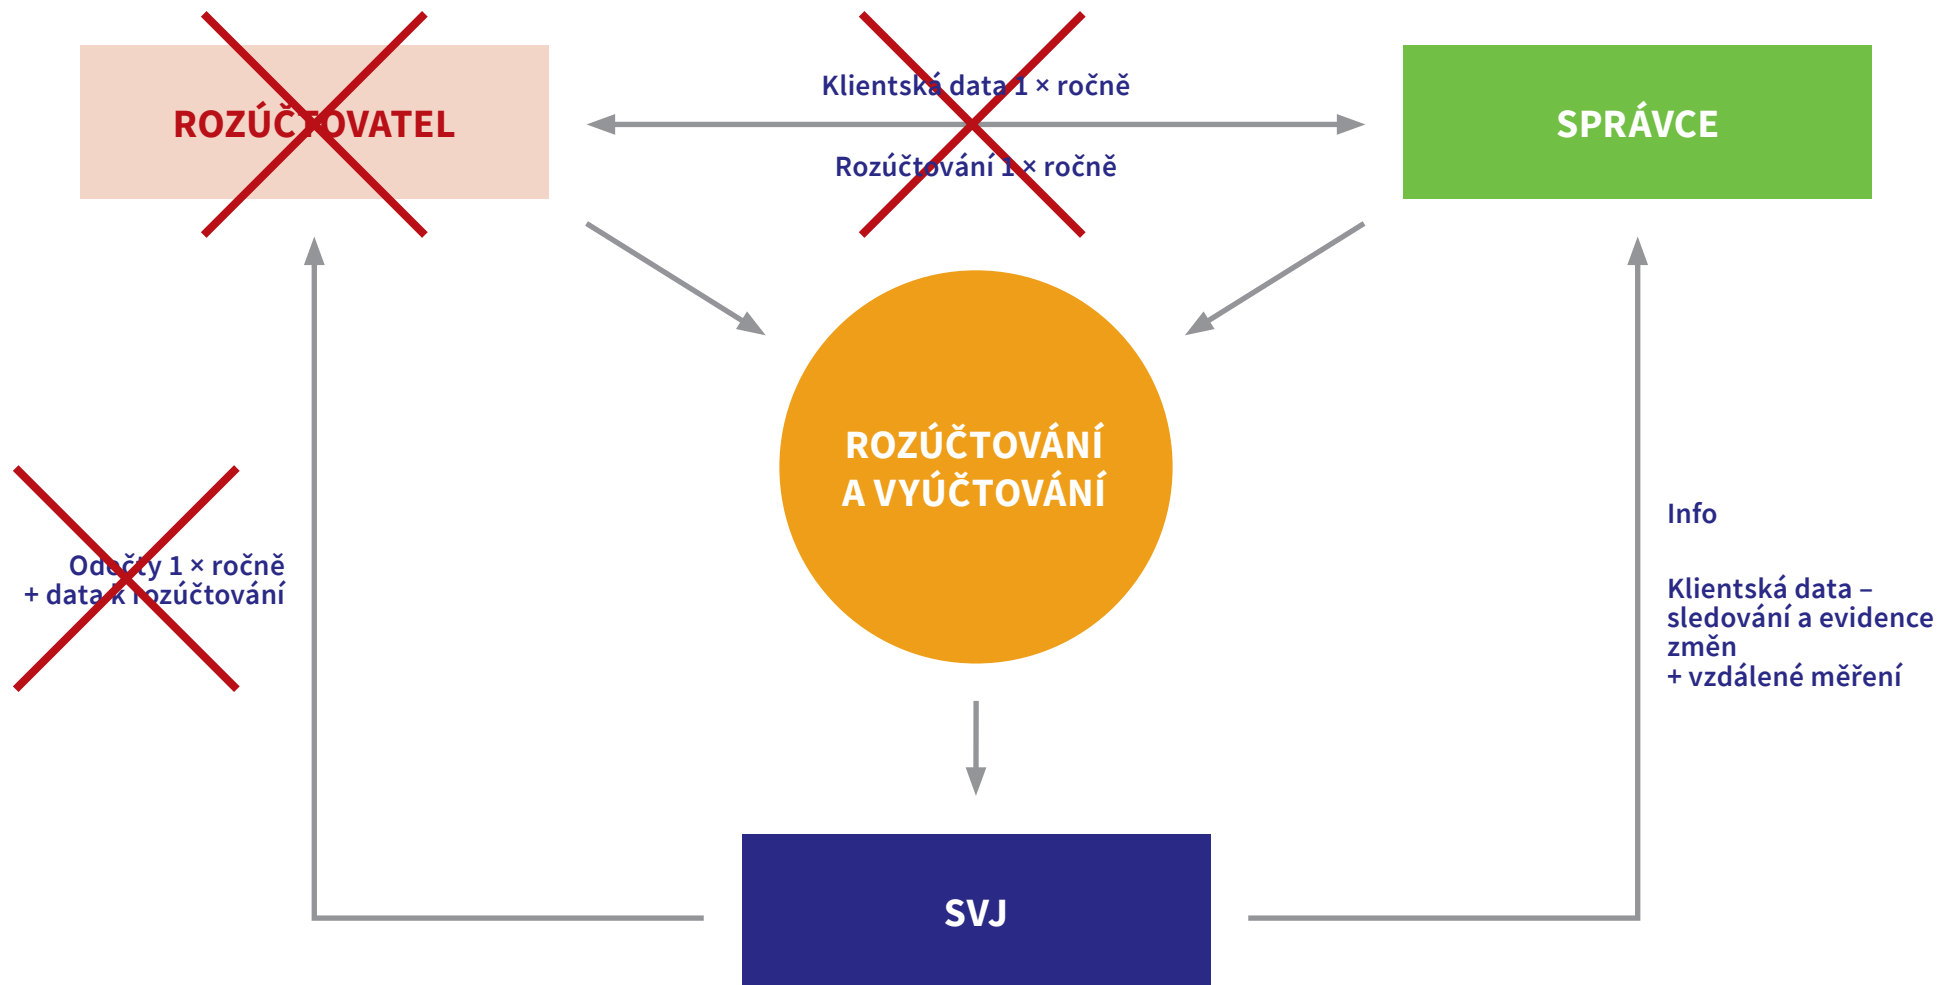 ROZÚČTOVATEL
Klientská data 1 × ročně
Rozúčtování 1 × ročně
SPRÁVCE
ROZÚČTOVÁNÍ
A VYÚČTOVÁNÍ
Odečty 1 × ročně
+ data k rozúčtování
Info
Klientská data –
sledování a evidence
změn
+ vzdálené měření
SVJ